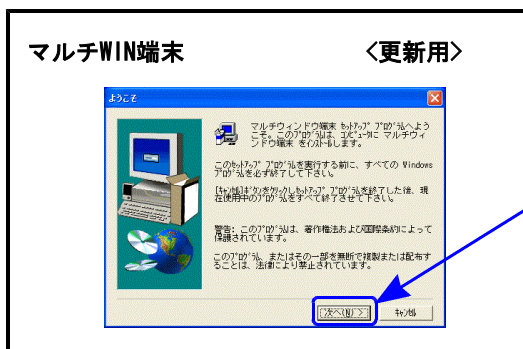 マルチWIN端末 <更新用>
ようこそ
マルチウィンドウ端末 ｾｯﾄｱｯﾌﾟ ﾌﾟﾛｸﾞﾗﾑへよう
こそ。このﾌﾟﾛｸﾞﾗﾑは、ｺﾝﾋﾟｭｰﾀに マルチウィ
ンドウ端末 をｲﾝｽﾄｰﾙします。
このｾｯﾄｱｯﾌﾟ ﾌﾟﾛｸﾞﾗﾑを実行する前に、すべての Windows
ﾌﾟﾛｸﾞﾗﾑを必ず終了して下さい。
[ｷｬﾝｾﾙ]ﾎﾞﾀﾝをｸﾘｯｸしｾｯﾄｱｯﾌﾟ ﾌﾟﾛｸﾞﾗﾑを終了した後、現
在使用中のﾌﾟﾛｸﾞﾗﾑをすべて終了させて下さい。
警告: このﾌﾟﾛｸﾞﾗﾑは、著作権法および国際条約によって
保護されています。
このﾌﾟﾛｸﾞﾗﾑ、またはその一部を無断で複製または配布す
ることは、法律により禁止されています。
次へ(N) > ｷｬﾝｾﾙ